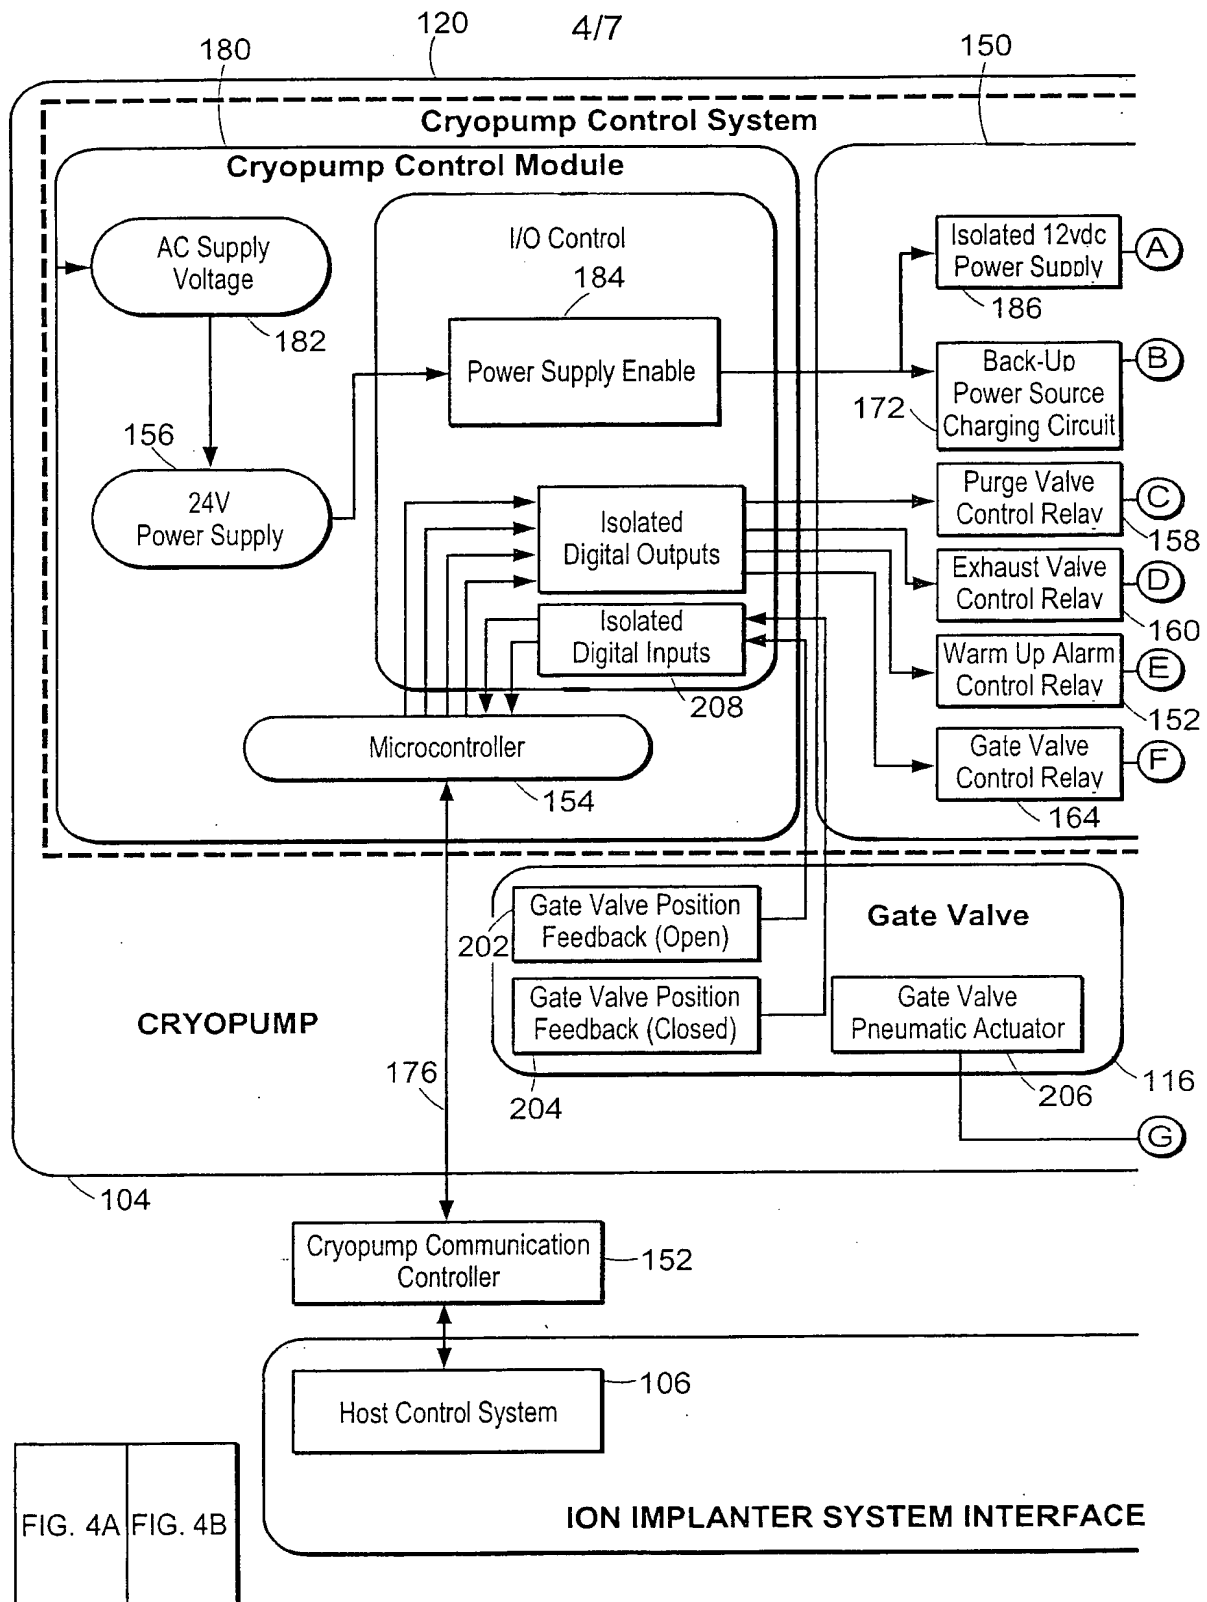 120
4/7
180
150
Cryopump Control System
Cryopump Control Module
AC Supply
Voltage
182
I/O Control
184
Power Supply Enable
Isolated 12vdc
Power Supply
186
A
Back-Up
Power Source
Charging Circuit
172
B
156
24V
Power Supply
Isolated
Digital Outputs
Isolated
Digital Inputs
208
Purge Valve
Control Relay
158
C
Exhaust Valve
Control Relay
160
D
Warm Up Alarm
Control Relay
152
E
Gate Valve
Control Relay
164
F
Microcontroller
154
Gate Valve Position
Feedback (Open)
202
Gate Valve
Gate Valve Position
Feedback (Closed)
204
Gate Valve
Pneumatic Actuator
206
116
G
CRYOPUMP
176
104
Cryopump Communication
Controller
152
Host Control System
106
ION IMPLANTER SYSTEM INTERFACE
FIG. 4A
FIG. 4B